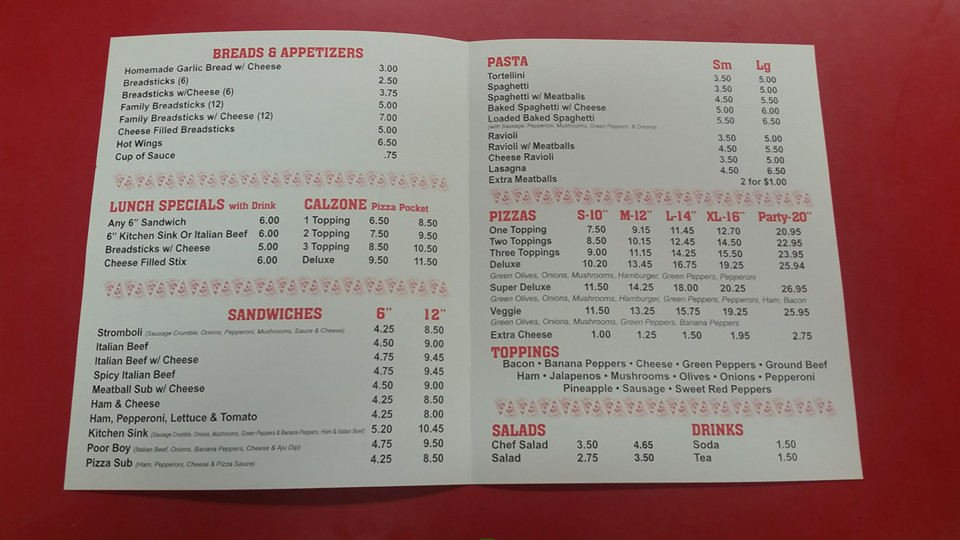 BREADS & APPETIZERS
Homemade Garlic Bread w/ Cheese 3.00
Breadsticks (6) 2.50
Breadsticks w/Cheese (6) 3.75
Family Breadsticks (12) 5.00
Family Breadsticks w/ Cheese (12) 7.00
Cheese Filled Breadsticks 5.00
Hot Wings 6.50
Cup of Sauce .75
LUNCH SPECIALS with Drink
Any 6" Sandwich 6.00
6" Kitchen Sink Or Italian Beef 6.00
Breadsticks w/ Cheese 5.00
Cheese Filled Stix 6.00
CALZONE Pizza Pocket
1 Topping 6.50 8.50
2 Topping 7.50 9.50
3 Topping 8.50 10.50
Deluxe 9.50 11.50
SANDWICHES 6" 12"
Stromboli (Sausage Crumble, Onions, Pepperoni, Mushrooms, Sauce & Cheese) 4.25 8.50
Italian Beef 4.50 9.00
Italian Beef w/ Cheese 4.75 9.45
Spicy Italian Beef 4.75 9.45
Meatball Sub w/ Cheese 4.50 9.00
Ham & Cheese 4.25 8.50
Ham, Pepperoni, Lettuce & Tomato 4.25 8.00
Kitchen Sink (Sausage Crumble, Onions, Mushrooms, Green Peppers & Banana Peppers, Ham & Italian Beef) 5.20 10.45
Poor Boy (Italian Beef, Onions, Banana Peppers, Cheese & Aju Dip) 4.75 9.50
Pizza Sub (Ham, Pepperoni, Cheese & Pizza Sauce) 4.25 8.50
PASTA Sm Lg
Tortellini 3.50 5.00
Spaghetti 3.50 5.00
Spaghetti w/ Meatballs 4.50 5.50
Baked Spaghetti w/ Cheese 5.00 6.00
Loaded Baked Spaghetti 5.50 6.50
(with Sausage, Pepperoni, Mushrooms, Green Peppers, & Onions)
Ravioli 3.50 5.00
Ravioli w/ Meatballs 4.50 5.50
Cheese Ravioli 3.50 5.00
Lasagna 4.50 6.50
Extra Meatballs 2 for $1.00
PIZZAS S-10" M-12" L-14" XL-16" Party-20"
One Topping 7.50 9.15 11.45 12.70 20.95
Two Toppings 8.50 10.15 12.45 14.50 22.95
Three Toppings 9.00 11.15 14.25 15.50 23.95
Deluxe 10.20 13.45 16.75 19.25 25.94
Green Olives, Onions, Mushrooms, Hamburger, Green Peppers, Pepperoni
Super Deluxe 11.50 14.25 18.00 20.25 26.95
Green Olives, Onions, Mushrooms, Hamburger, Green Peppers, Pepperoni, Ham, Bacon
Veggie 11.50 13.25 15.75 19.25 25.95
Green Olives, Onions, Mushrooms, Green Peppers, Banana Peppers
Extra Cheese 1.00 1.25 1.50 1.95 2.75
TOPPINGS
Bacon • Banana Peppers • Cheese • Green Peppers • Ground Beef
Ham • Jalapenos • Mushrooms • Olives • Onions • Pepperoni
Pineapple • Sausage • Sweet Red Peppers
SALADS
Chef Salad 3.50 4.65
Salad 2.75 3.50
DRINKS
Soda 1.50
Tea 1.50